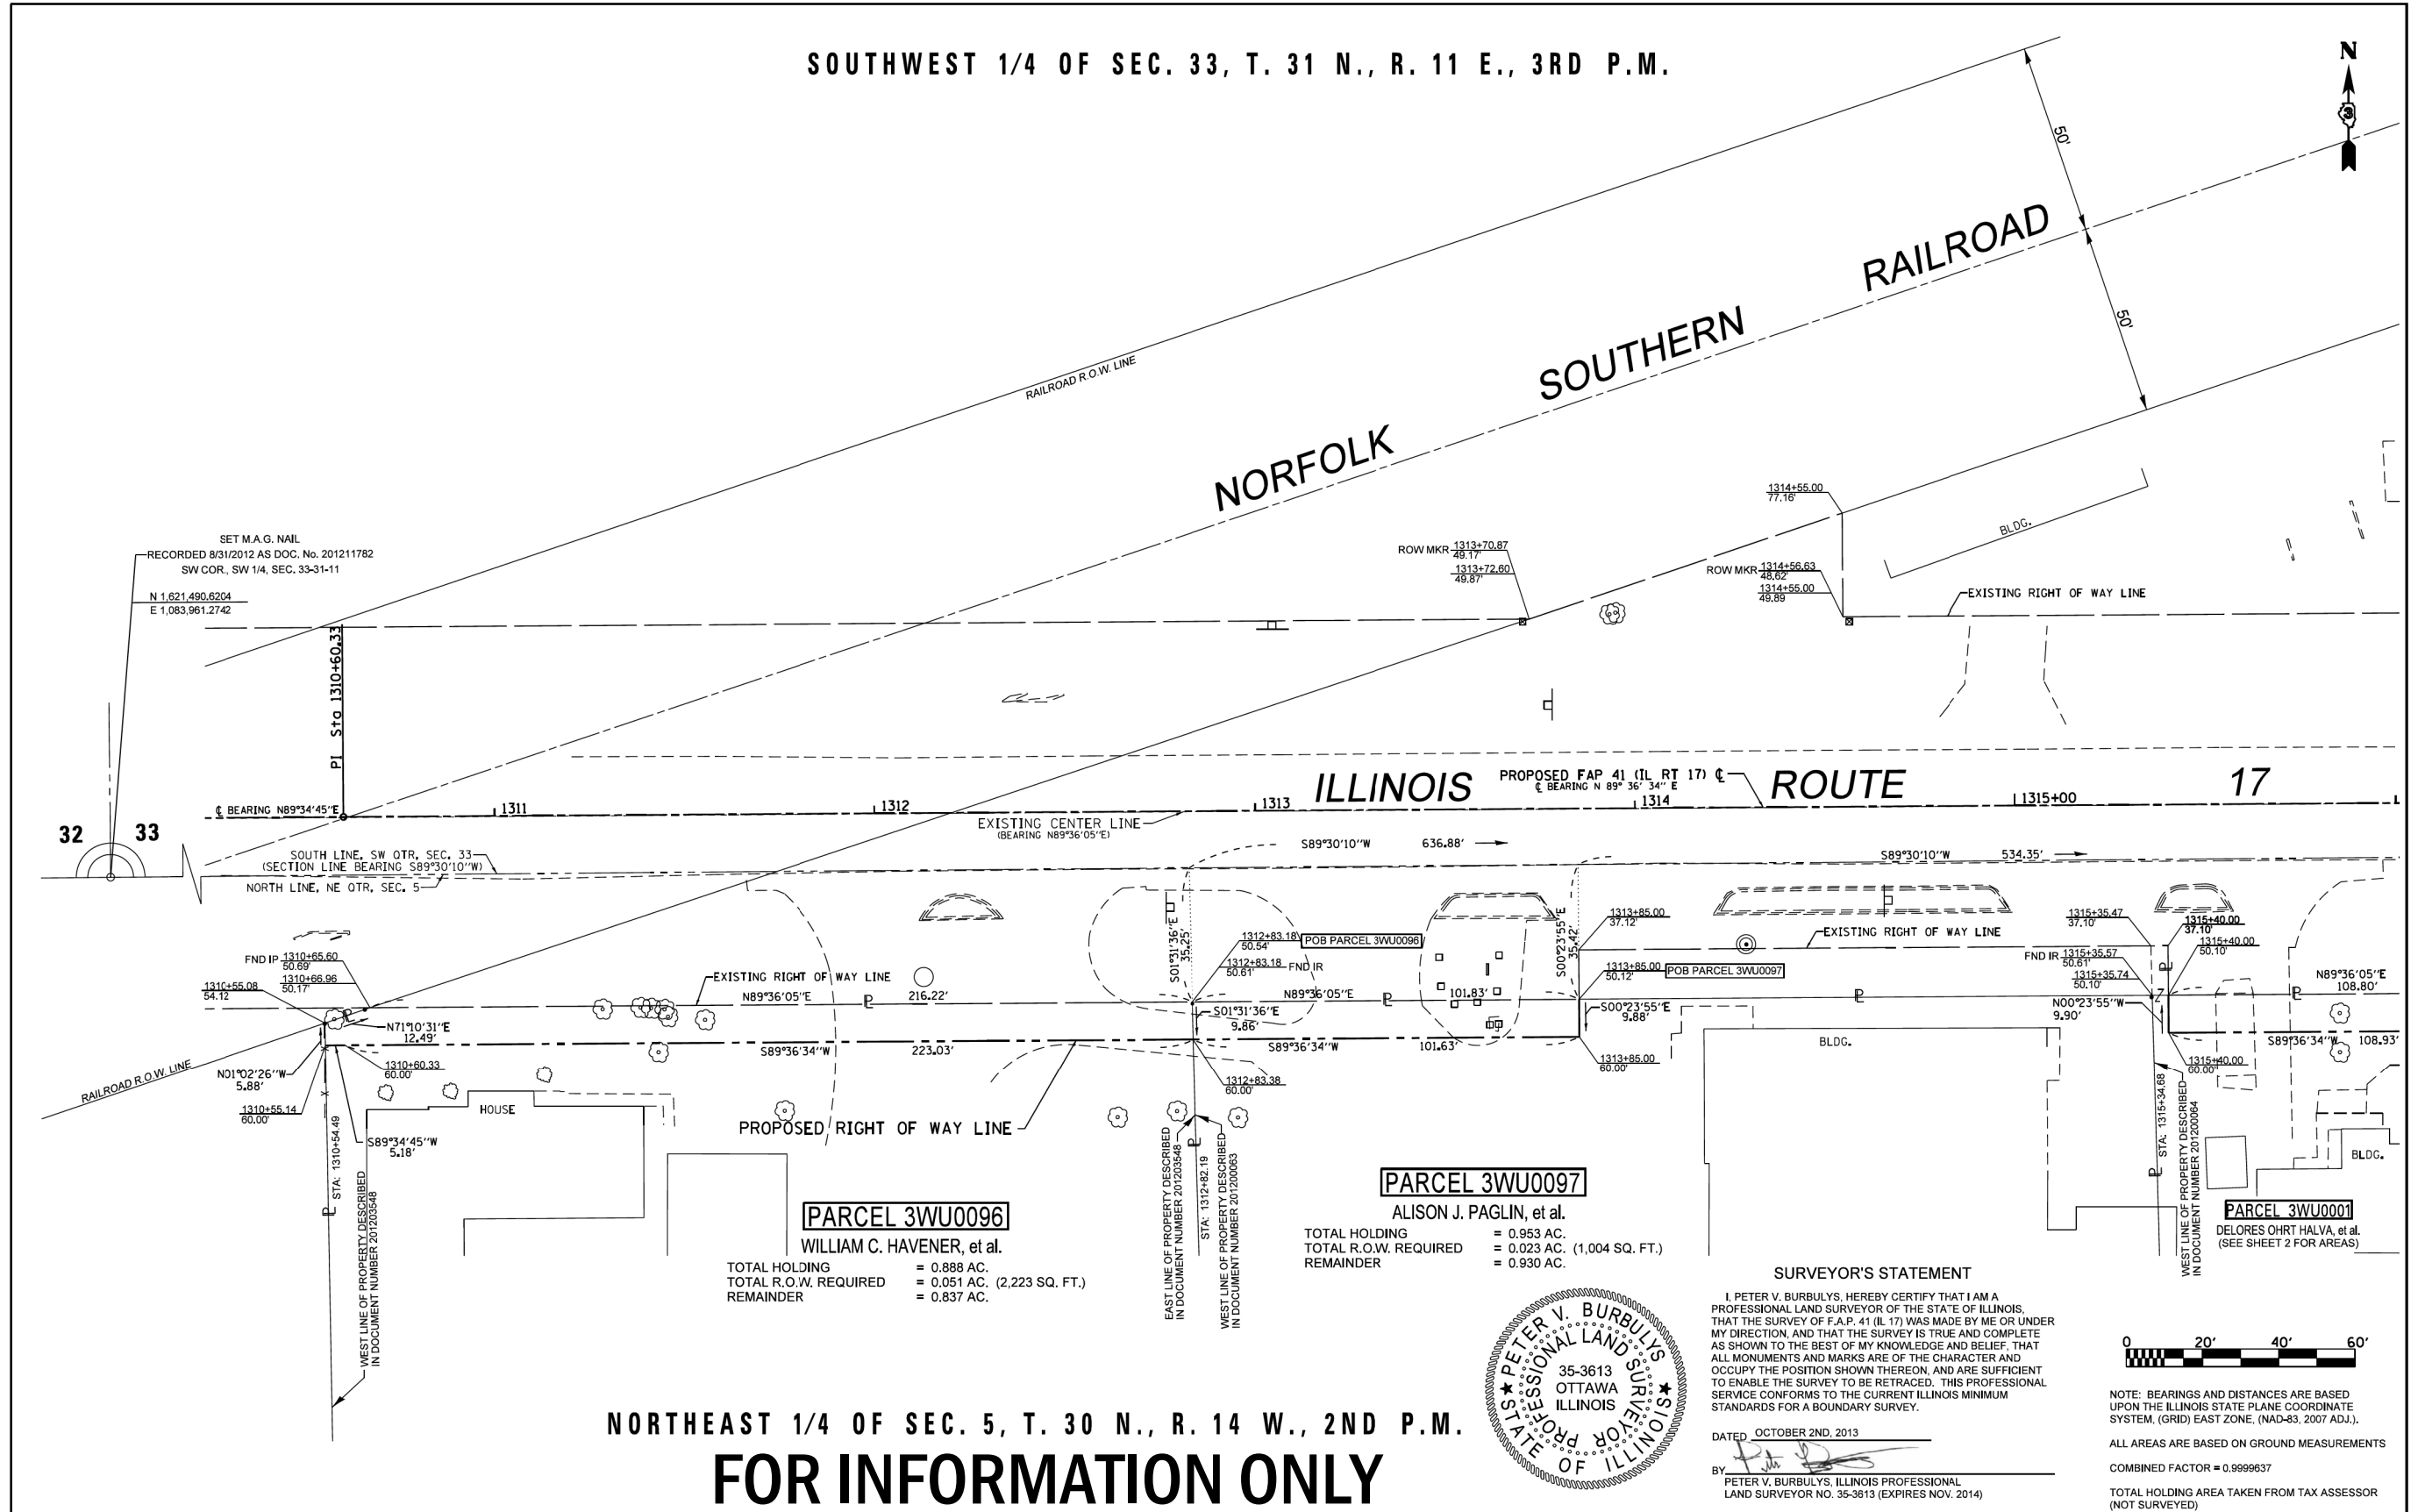 SOUTHWEST 1/4 OF SEC. 33, T. 31 N., R. 11 E., 3RD P.M.
N
3
50'
50'
RAILROAD R.O.W. LINE
NORFOLK SOUTHERN RAILROAD
SET M.A.G. NAIL
RECORDED 8/31/2012 AS DOC. No. 201211782
SW COR., SW 1/4, SEC. 33-31-11
N 1,621,490.6204
E 1,083,961.2742
PI Sta 1310+60.33
ROW MKR 1313+70.87
49.17'
1313+72.60
49.87'
1314+55.00
77.16'
ROW MKR 1314+56.63
48.62'
1314+55.00
49.89
BLDG.
EXISTING RIGHT OF WAY LINE
32 33
℄ BEARING N89°34'45"E
1311
1312
1313
1314
1315+00
ILLINOIS ROUTE 17
PROPOSED FAP 41 (IL RT 17) ℄
℄ BEARING N 89° 36' 34" E
EXISTING CENTER LINE
(BEARING N89°36'05"E)
SOUTH LINE, SW QTR, SEC. 33
(SECTION LINE BEARING S89°30'10"W)
NORTH LINE, NE QTR, SEC. 5
S89°30'10"W 636.88'
S89°30'10"W 534.35'
FND IP 1310+65.60
50.69'
1310+66.96
50.17'
1310+55.08
54.12
N71°10'31"E
12.49'
N01°02'26"W
5.88'
1310+60.33
60.00'
1310+55.14
60.00'
S89°34'45"W
5.18'
RAILROAD R.O.W. LINE
STA: 1310+54.49
WEST LINE OF PROPERTY DESCRIBED
IN DOCUMENT NUMBER 201203548
HOUSE
EXISTING RIGHT OF WAY LINE
N89°36'05"E 216.22'
S89°36'34"W 223.03'
PROPOSED RIGHT OF WAY LINE
S01°31'36"E
35.25'
1312+83.18
50.54'
POB PARCEL 3WU0096
1312+83.18 FND IR
50.61'
S01°31'36"E
9.86'
1312+83.38
60.00'
N89°36'05"E 101.83'
S89°36'34"W 101.63'
EAST LINE OF PROPERTY DESCRIBED
IN DOCUMENT NUMBER 201203548
STA: 1312+82.19
WEST LINE OF PROPERTY DESCRIBED
IN DOCUMENT NUMBER 201200063
S00°23'55"E
35.42'
1313+85.00
37.12'
1313+85.00
50.12'
POB PARCEL 3WU0097
S00°23'55"E
9.88'
1313+85.00
60.00'
EXISTING RIGHT OF WAY LINE
BLDG.
1315+35.47
37.10'
1315+40.00
37.10'
1315+40.00
50.10'
FND IR 1315+35.57
50.61'
1315+35.74
50.10'
N00°23'55"W
9.90'
Z
1315+40.00
60.00'
N89°36'05"E
108.80'
S89°36'34"W 108.93'
STA: 1315+34.68
WEST LINE OF PROPERTY DESCRIBED
IN DOCUMENT NUMBER 201200064
BLDG.
PARCEL 3WU0096
WILLIAM C. HAVENER, et al.
TOTAL HOLDING = 0.888 AC.
TOTAL R.O.W. REQUIRED = 0.051 AC. (2,223 SQ. FT.)
REMAINDER = 0.837 AC.
PARCEL 3WU0097
ALISON J. PAGLIN, et al.
TOTAL HOLDING = 0.953 AC.
TOTAL R.O.W. REQUIRED = 0.023 AC. (1,004 SQ. FT.)
REMAINDER = 0.930 AC.
PARCEL 3WU0001
DELORES OHRT HALVA, et al.
(SEE SHEET 2 FOR AREAS)
PETER V. BURBULYS
PROFESSIONAL LAND SURVEYOR
STATE OF ILLINOIS
35-3613
OTTAWA
ILLINOIS
SURVEYOR'S STATEMENT
I, PETER V. BURBULYS, HEREBY CERTIFY THAT I AM A
PROFESSIONAL LAND SURVEYOR OF THE STATE OF ILLINOIS,
THAT THE SURVEY OF F.A.P. 41 (IL 17) WAS MADE BY ME OR UNDER
MY DIRECTION, AND THAT THE SURVEY IS TRUE AND COMPLETE
AS SHOWN TO THE BEST OF MY KNOWLEDGE AND BELIEF, THAT
ALL MONUMENTS AND MARKS ARE OF THE CHARACTER AND
OCCUPY THE POSITION SHOWN THEREON, AND ARE SUFFICIENT
TO ENABLE THE SURVEY TO BE RETRACED. THIS PROFESSIONAL
SERVICE CONFORMS TO THE CURRENT ILLINOIS MINIMUM
STANDARDS FOR A BOUNDARY SURVEY.
DATED OCTOBER 2ND, 2013
BY
PETER V. BURBULYS, ILLINOIS PROFESSIONAL
LAND SURVEYOR NO. 35-3613 (EXPIRES NOV. 2014)
0 20' 40' 60'
NOTE: BEARINGS AND DISTANCES ARE BASED
UPON THE ILLINOIS STATE PLANE COORDINATE
SYSTEM, (GRID) EAST ZONE, (NAD-83, 2007 ADJ.).
ALL AREAS ARE BASED ON GROUND MEASUREMENTS
COMBINED FACTOR = 0.9999637
TOTAL HOLDING AREA TAKEN FROM TAX ASSESSOR
(NOT SURVEYED)
NORTHEAST 1/4 OF SEC. 5, T. 30 N., R. 14 W., 2ND P.M.
FOR INFORMATION ONLY